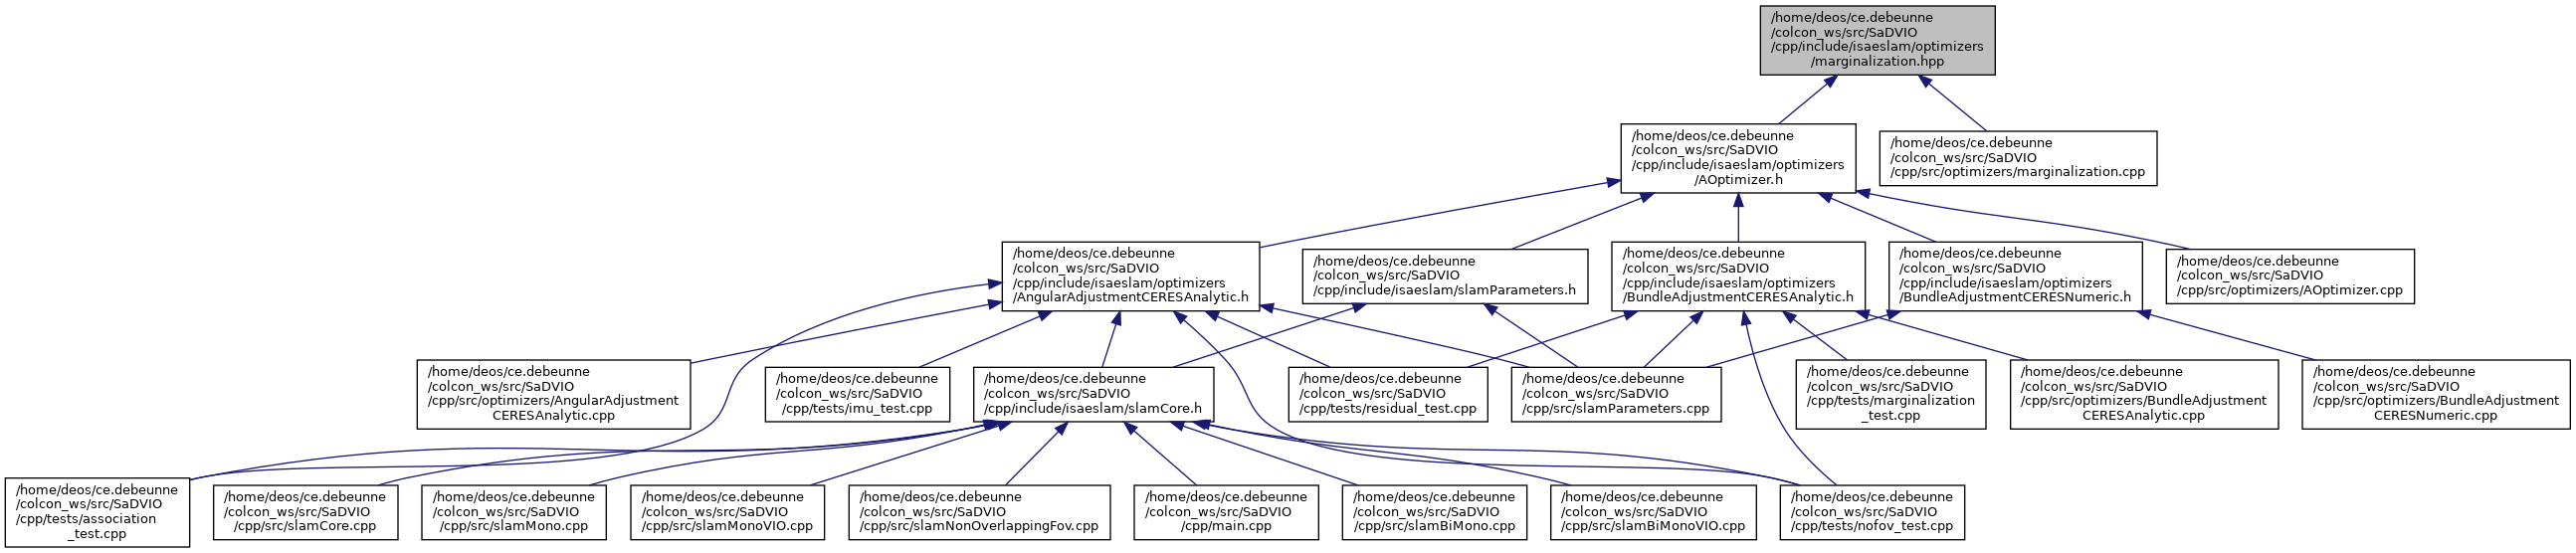 /home/deos/ce.debeunne
/colcon_ws/src/SaDVIO
/cpp/include/isaeslam/optimizers
/marginalization.hpp
/home/deos/ce.debeunne
/colcon_ws/src/SaDVIO
/cpp/include/isaeslam/optimizers
/AOptimizer.h
/home/deos/ce.debeunne
/colcon_ws/src/SaDVIO
/cpp/src/optimizers/marginalization.cpp
/home/deos/ce.debeunne
/colcon_ws/src/SaDVIO
/cpp/include/isaeslam/optimizers
/AngularAdjustmentCERESAnalytic.h
/home/deos/ce.debeunne
/colcon_ws/src/SaDVIO
/cpp/include/isaeslam/slamParameters.h
/home/deos/ce.debeunne
/colcon_ws/src/SaDVIO
/cpp/include/isaeslam/optimizers
/BundleAdjustmentCERESAnalytic.h
/home/deos/ce.debeunne
/colcon_ws/src/SaDVIO
/cpp/include/isaeslam/optimizers
/BundleAdjustmentCERESNumeric.h
/home/deos/ce.debeunne
/colcon_ws/src/SaDVIO
/cpp/src/optimizers/AOptimizer.cpp
/home/deos/ce.debeunne
/colcon_ws/src/SaDVIO
/cpp/src/optimizers/AngularAdjustment
CERESAnalytic.cpp
/home/deos/ce.debeunne
/colcon_ws/src/SaDVIO
/cpp/tests/imu_test.cpp
/home/deos/ce.debeunne
/colcon_ws/src/SaDVIO
/cpp/include/isaeslam/slamCore.h
/home/deos/ce.debeunne
/colcon_ws/src/SaDVIO
/cpp/tests/residual_test.cpp
/home/deos/ce.debeunne
/colcon_ws/src/SaDVIO
/cpp/src/slamParameters.cpp
/home/deos/ce.debeunne
/colcon_ws/src/SaDVIO
/cpp/tests/marginalization
_test.cpp
/home/deos/ce.debeunne
/colcon_ws/src/SaDVIO
/cpp/src/optimizers/BundleAdjustment
CERESAnalytic.cpp
/home/deos/ce.debeunne
/colcon_ws/src/SaDVIO
/cpp/src/optimizers/BundleAdjustment
CERESNumeric.cpp
/home/deos/ce.debeunne
/colcon_ws/src/SaDVIO
/cpp/tests/association
_test.cpp
/home/deos/ce.debeunne
/colcon_ws/src/SaDVIO
/cpp/src/slamCore.cpp
/home/deos/ce.debeunne
/colcon_ws/src/SaDVIO
/cpp/src/slamMono.cpp
/home/deos/ce.debeunne
/colcon_ws/src/SaDVIO
/cpp/src/slamMonoVIO.cpp
/home/deos/ce.debeunne
/colcon_ws/src/SaDVIO
/cpp/src/slamNonOverlappingFov.cpp
/home/deos/ce.debeunne
/colcon_ws/src/SaDVIO
/cpp/main.cpp
/home/deos/ce.debeunne
/colcon_ws/src/SaDVIO
/cpp/src/slamBiMono.cpp
/home/deos/ce.debeunne
/colcon_ws/src/SaDVIO
/cpp/src/slamBiMonoVIO.cpp
/home/deos/ce.debeunne
/colcon_ws/src/SaDVIO
/cpp/tests/nofov_test.cpp